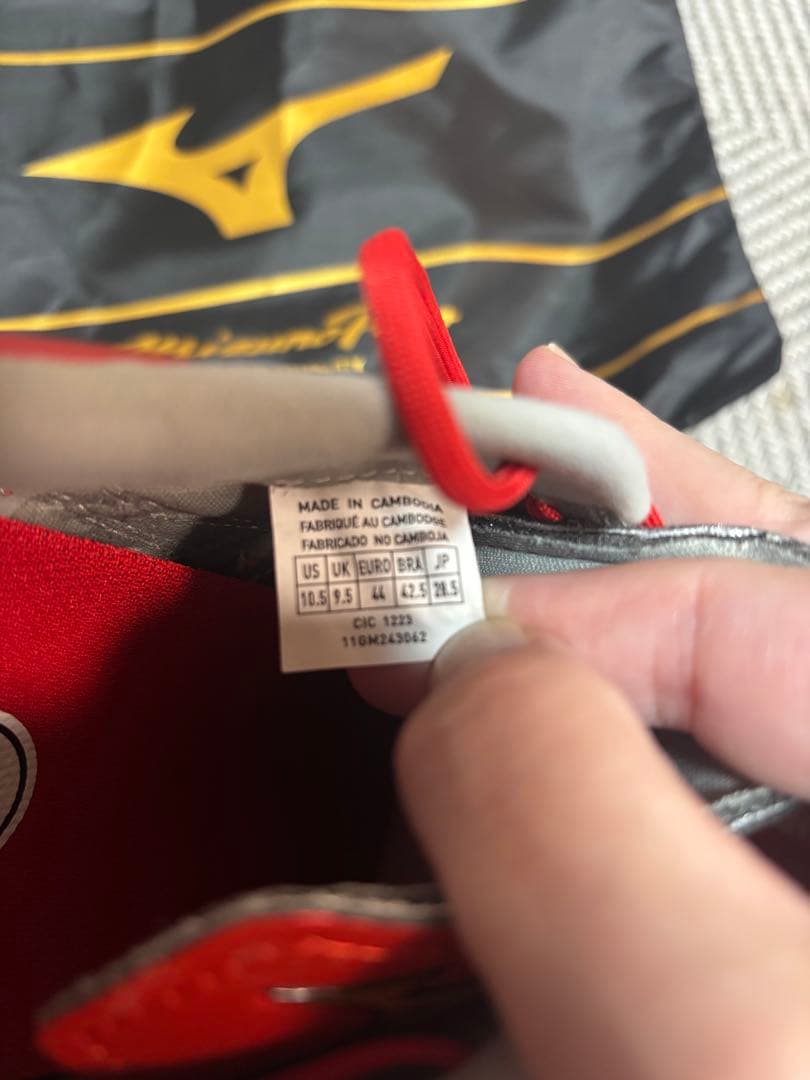 mizuno
MADE IN CAMBODIA
FABRIQUÉ AU CAMBODGE
FABRICADO NO CAMBOJA
US UK EURO BRA JP
10.5 9.5 44 42.5 28.5
CIC 1223
11GM243062